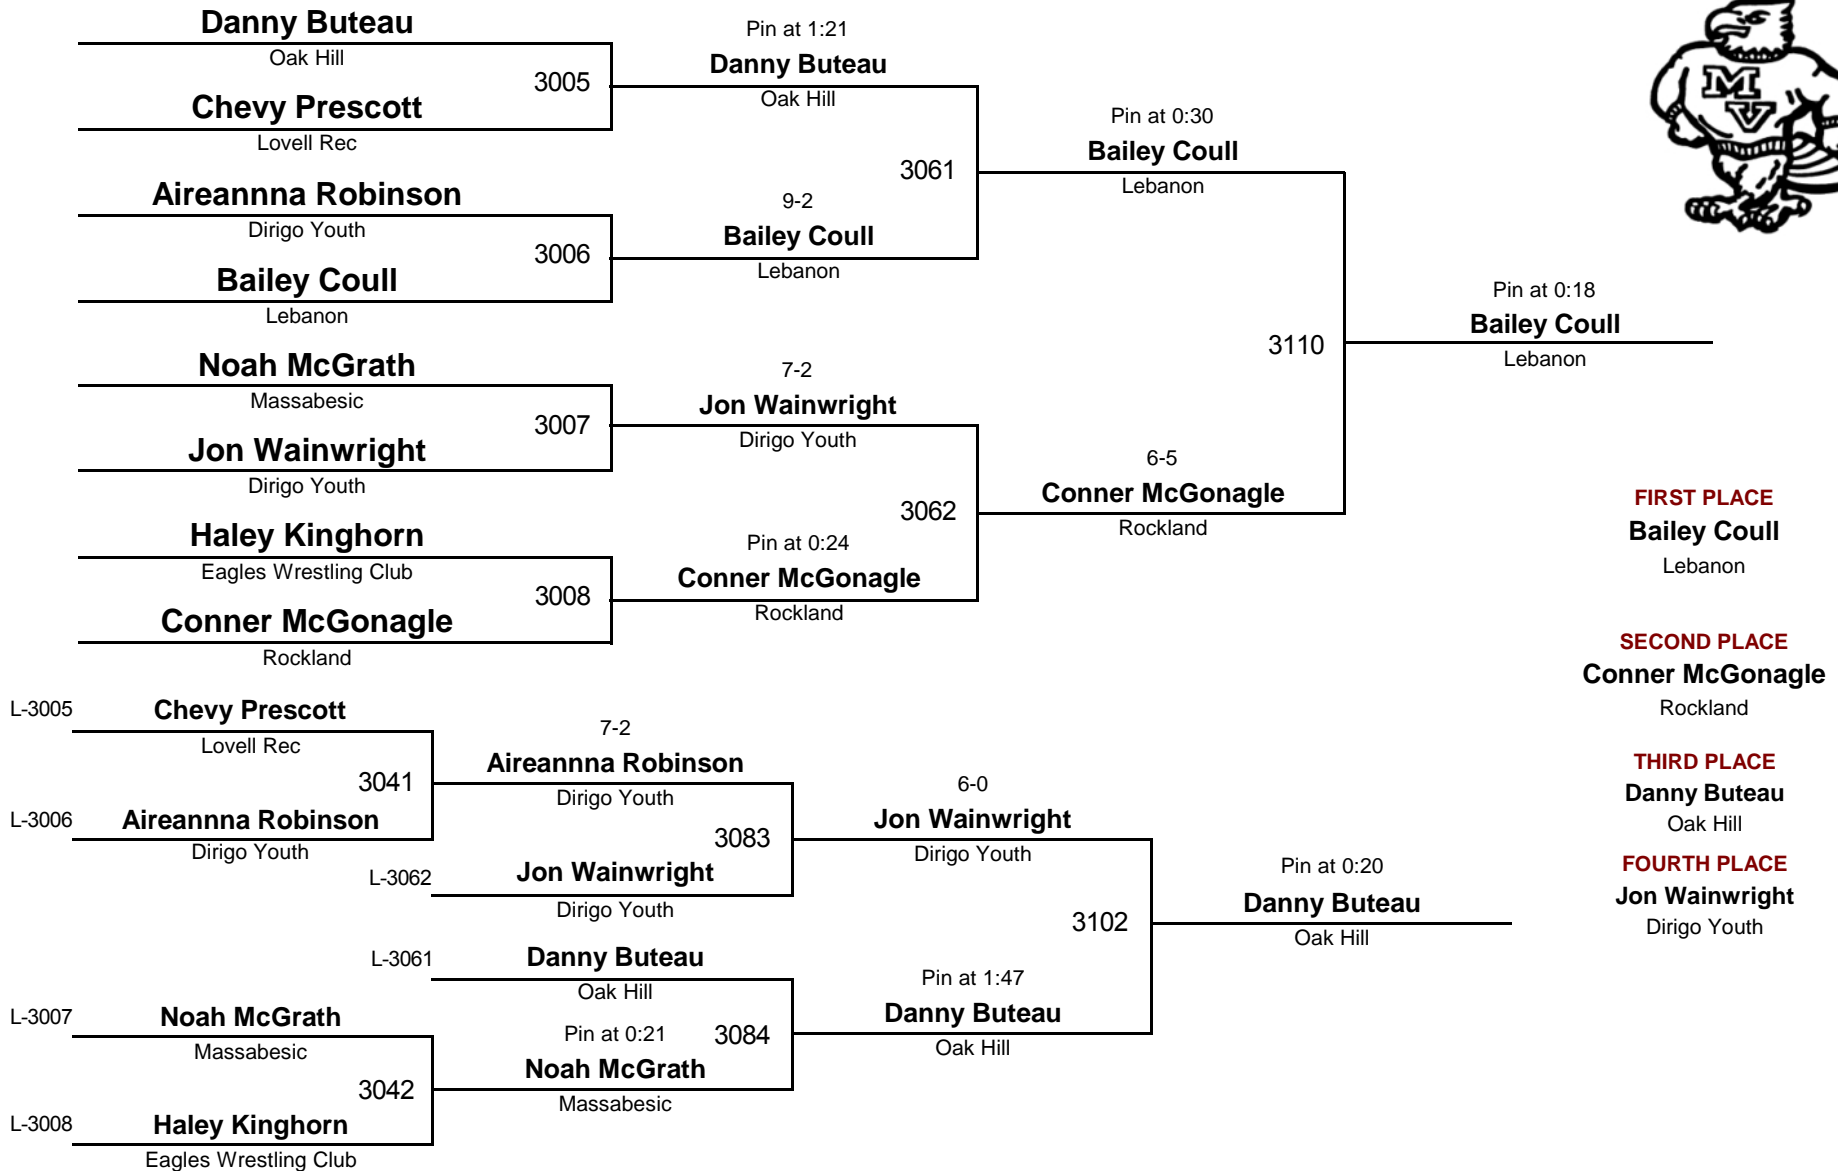 Danny Buteau
Oak Hill
3005
Chevy Prescott
Lovell Rec
Aireannna Robinson
Dirigo Youth
3006
Bailey Coull
Lebanon
Noah McGrath
Massabesic
3007
Jon Wainwright
Dirigo Youth
Haley Kinghorn
Eagles Wrestling Club
3008
Conner McGonagle
Rockland
Pin at 1:21
Danny Buteau
Oak Hill
3061
9-2
Bailey Coull
Lebanon
7-2
Jon Wainwright
Dirigo Youth
3062
Pin at 0:24
Conner McGonagle
Rockland
Pin at 0:30
Bailey Coull
Lebanon
3110
6-5
Conner McGonagle
Rockland
Pin at 0:18
Bailey Coull
Lebanon
M
V
FIRST PLACE
Bailey Coull
Lebanon
SECOND PLACE
Conner McGonagle
Rockland
THIRD PLACE
Danny Buteau
Oak Hill
FOURTH PLACE
Jon Wainwright
Dirigo Youth
L-3005
Chevy Prescott
Lovell Rec
3041
L-3006
Aireannna Robinson
Dirigo Youth
7-2
Aireannna Robinson
Dirigo Youth
3083
L-3062
Jon Wainwright
Dirigo Youth
L-3061
Danny Buteau
Oak Hill
L-3007
Noah McGrath
Massabesic
3042
L-3008
Haley Kinghorn
Eagles Wrestling Club
Pin at 0:21
3084
Noah McGrath
Massabesic
6-0
Jon Wainwright
Dirigo Youth
3102
Pin at 1:47
Danny Buteau
Oak Hill
Pin at 0:20
Danny Buteau
Oak Hill